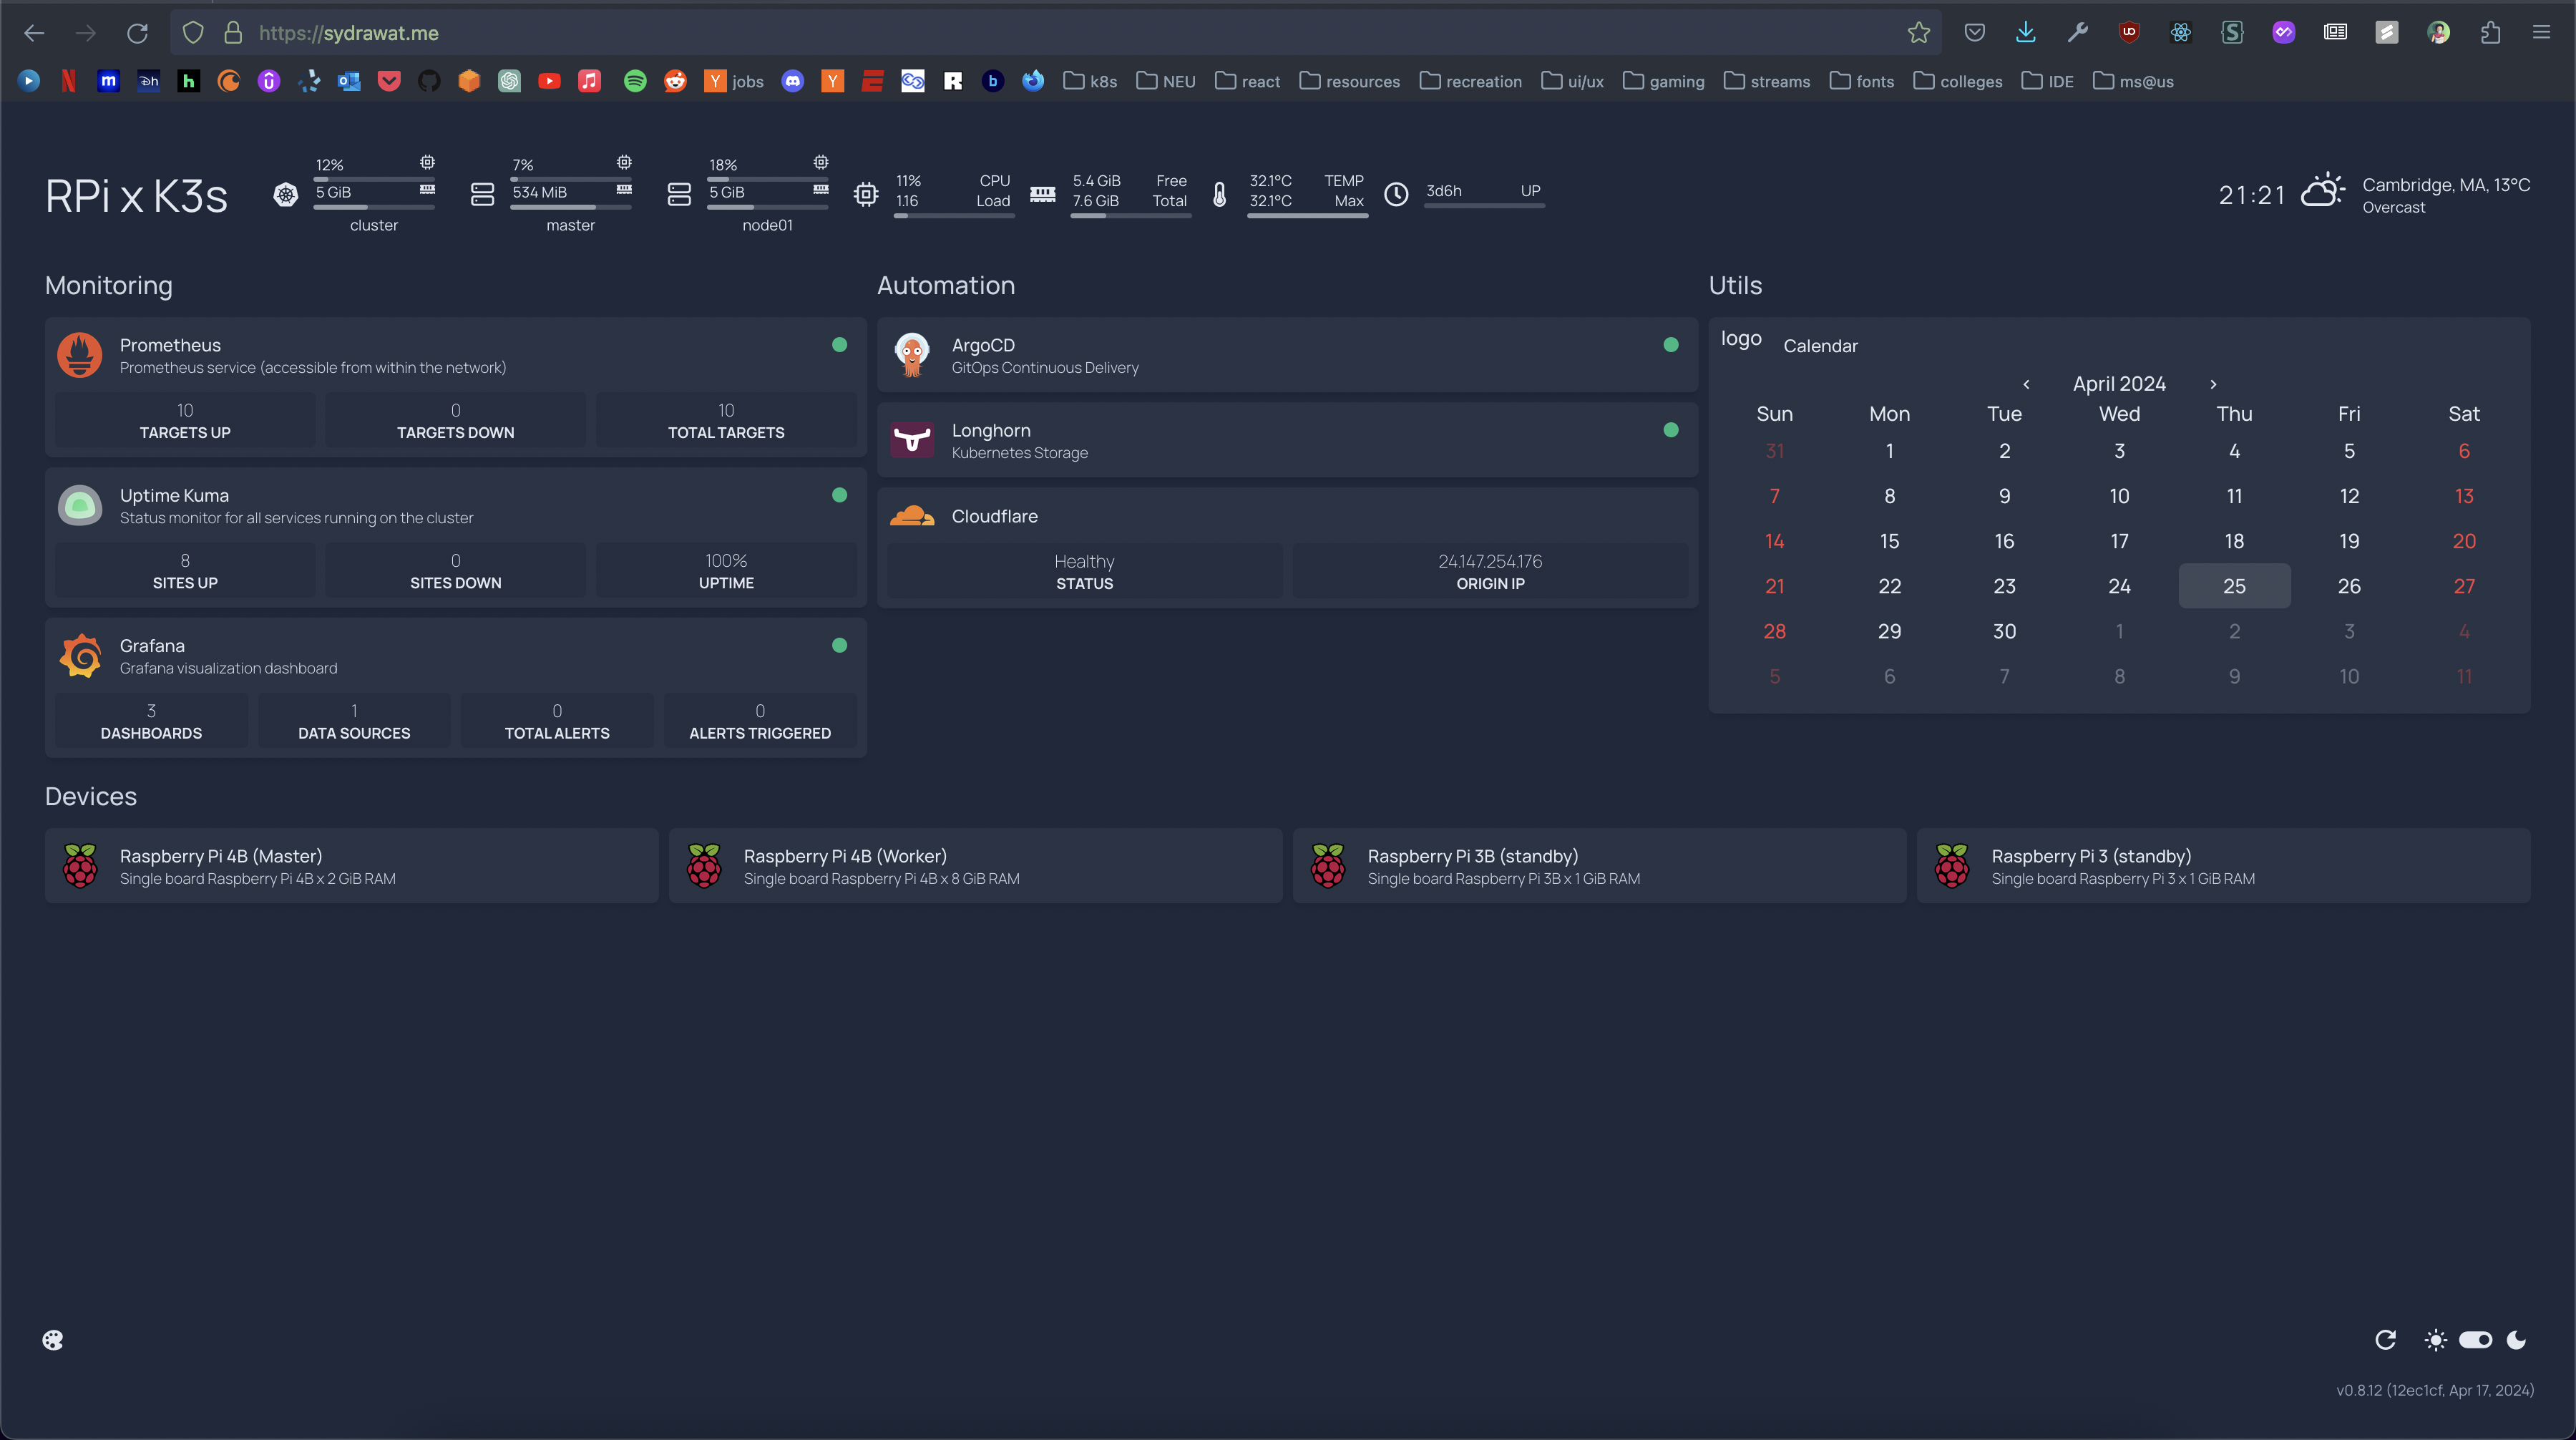 https://sydrawat.me
jobs
k8s
NEU
react
resources
recreation
ui/ux
gaming
streams
fonts
colleges
IDE
ms@us
RPi x K3s
12%
5 GiB
cluster
7%
534 MiB
master
18%
5 GiB
node01
11% CPU
1.16 Load
5.4 GiB Free
7.6 GiB Total
32.1°C TEMP
32.1°C Max
3d6h UP
21:21
Cambridge, MA, 13°C
Overcast
Monitoring
Prometheus
Prometheus service (accessible from within the network)
10
TARGETS UP
0
TARGETS DOWN
10
TOTAL TARGETS
Uptime Kuma
Status monitor for all services running on the cluster
8
SITES UP
0
SITES DOWN
100%
UPTIME
Grafana
Grafana visualization dashboard
3
DASHBOARDS
1
DATA SOURCES
0
TOTAL ALERTS
0
ALERTS TRIGGERED
Automation
ArgoCD
GitOps Continuous Delivery
Longhorn
Kubernetes Storage
Cloudflare
Healthy
STATUS
24.147.254.176
ORIGIN IP
Utils
logo
Calendar
‹ April 2024 ›
Sun Mon Tue Wed Thu Fri Sat
31 1 2 3 4 5 6
7 8 9 10 11 12 13
14 15 16 17 18 19 20
21 22 23 24 25 26 27
28 29 30 1 2 3 4
5 6 7 8 9 10 11
Devices
Raspberry Pi 4B (Master)
Single board Raspberry Pi 4B x 2 GiB RAM
Raspberry Pi 4B (Worker)
Single board Raspberry Pi 4B x 8 GiB RAM
Raspberry Pi 3B (standby)
Single board Raspberry Pi 3B x 1 GiB RAM
Raspberry Pi 3 (standby)
Single board Raspberry Pi 3 x 1 GiB RAM
v0.8.12 (12ec1cf, Apr 17, 2024)